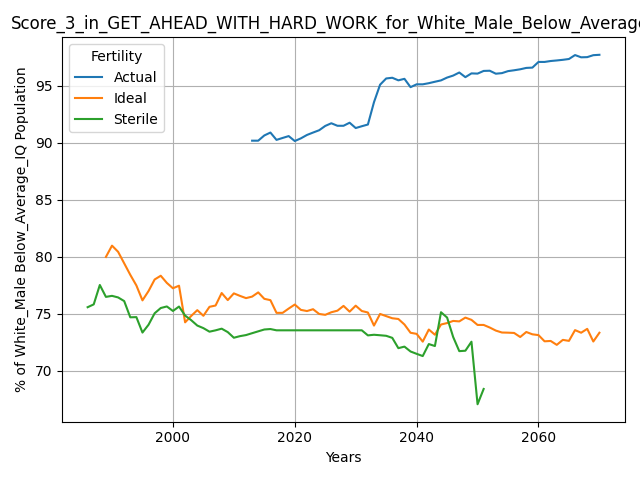 Score_3_in_GET_AHEAD_WITH_HARD_WORK_for_White_Male_Below_Average
Fertility
Actual
Ideal
Sterile
% of White_Male Below_Average_IQ Population
95
90
85
80
75
70
2000
2020
2040
2060
Years